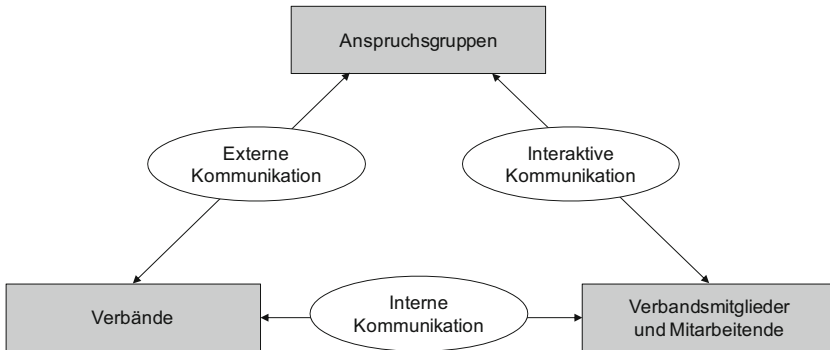 Anspruchsgruppen
Externe
Kommunikation
Interaktive
Kommunikation
Verbände
Interne
Kommunikation
Verbandsmitglieder
und Mitarbeitende